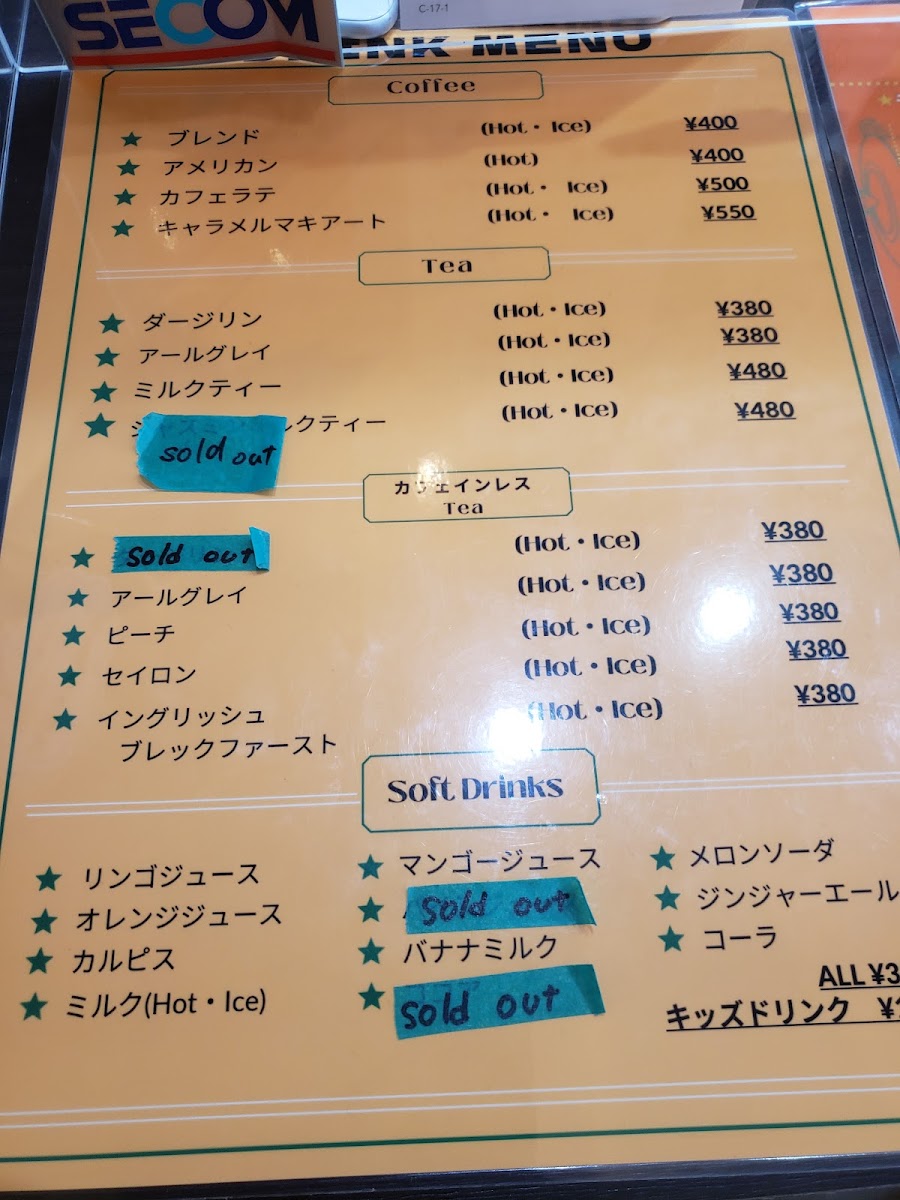 SECOM
C-17-1
MENU
Coffee
★ ブレンド (Hot・Ice) ¥400
★ アメリカン (Hot) ¥400
★ カフェラテ (Hot・ Ice) ¥500
★ キャラメルマキアート (Hot・ Ice) ¥550
Tea
★ ダージリン (Hot・Ice) ¥380
★ アールグレイ (Hot・Ice) ¥380
★ ミルクティー (Hot・Ice) ¥480
★ ルクティー (Hot・Ice) ¥480
sold out
カフェインレス
Tea
★ sold out (Hot・Ice) ¥380
★ アールグレイ (Hot・Ice) ¥380
★ ピーチ (Hot・Ice) ¥380
★ セイロン (Hot・Ice) ¥380
★ イングリッシュ (Hot・Ice) ¥380
ブレックファースト
Soft Drinks
★ リンゴジュース ★ マンゴージュース ★ メロンソーダ
★ オレンジジュース ★ sold out ★ ジンジャーエール
★ カルピス ★ バナナミルク ★ コーラ
★ ミルク(Hot・Ice) ★ sold out
ALL ¥3
キッズドリンク ¥